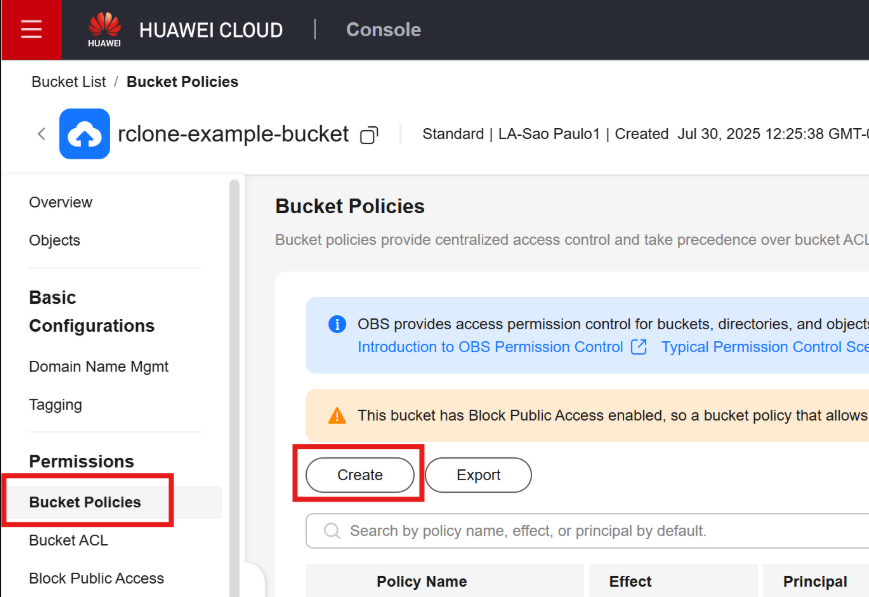 HUAWEI
HUAWEI CLOUD | Console
Bucket List / Bucket Policies
rclone-example-bucket
Standard | LA-Sao Paulo1 | Created Jul 30, 2025 12:25:38 GMT-0
Overview
Objects
Basic
Configurations
Domain Name Mgmt
Tagging
Permissions
Bucket Policies
Bucket ACL
Block Public Access
Bucket Policies
Bucket policies provide centralized access control and take precedence over bucket ACL
OBS provides access permission control for buckets, directories, and objects
Introduction to OBS Permission Control Typical Permission Control Sce
This bucket has Block Public Access enabled, so a bucket policy that allows
Create Export
Search by policy name, effect, or principal by default.
Policy Name Effect Principal